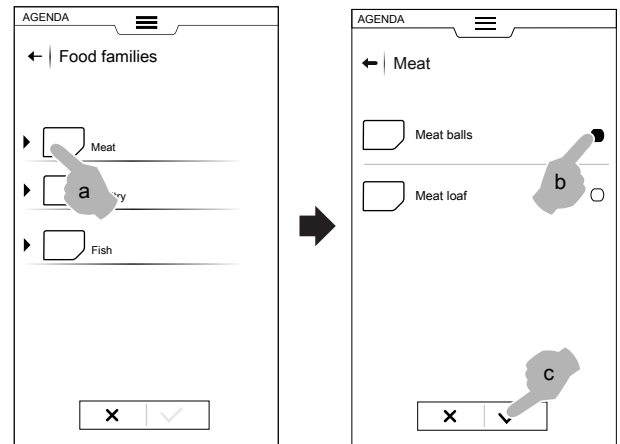 AGENDA
Food families
Meat
a
Fish
AGENDA
Meat
Meat balls
b
Meat loaf
c